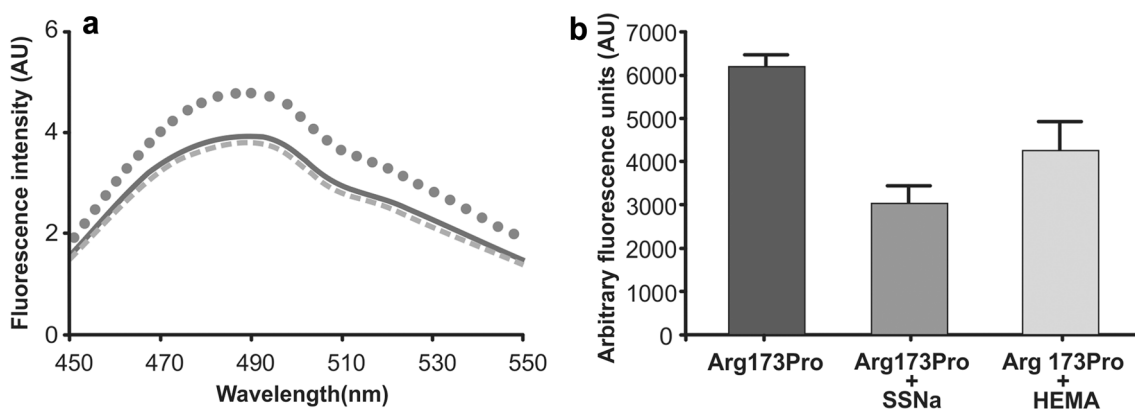 a
Fluorescence intensity (AU)
6
4
2
0
450 470 490 510 530 550
Wavelength(nm)
b
Arbitrary fluorescence units (AU)
7000
6000
5000
4000
3000
2000
1000
0
Arg173Pro
Arg173Pro
+
SSNa
Arg 173Pro
+
HEMA